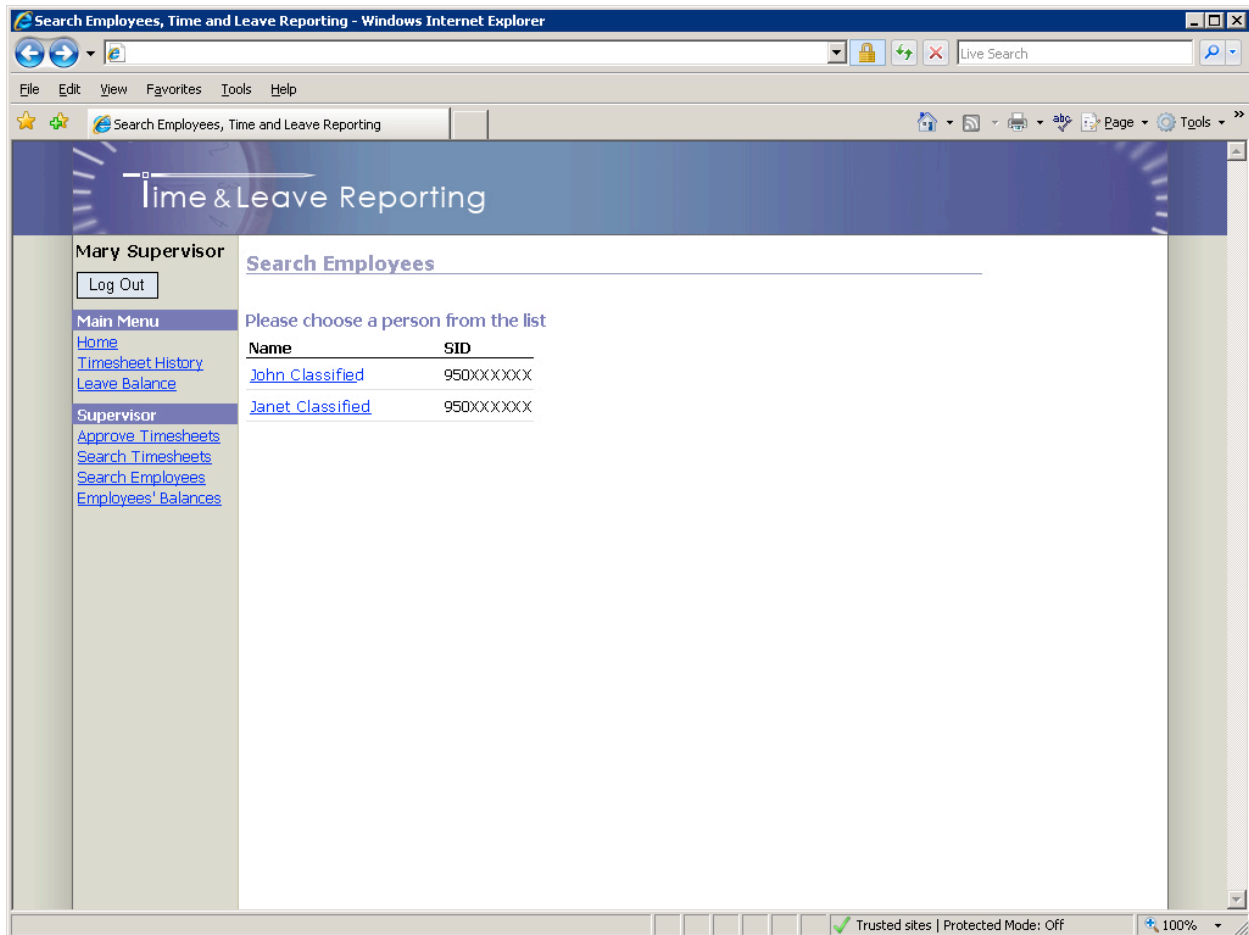 Search Employees, Time and Leave Reporting - Windows Internet Explorer
Live Search
File Edit View Favorites Tools Help
Search Employees, Time and Leave Reporting
Page Tools
Time & Leave Reporting
Mary Supervisor
Log Out
Main Menu
Home
Timesheet History
Leave Balance
Supervisor
Approve Timesheets
Search Timesheets
Search Employees
Employees' Balances
Search Employees
Please choose a person from the list
Name SID
John Classified 950XXXXXX
Janet Classified 950XXXXXX
Trusted sites | Protected Mode: Off 100%